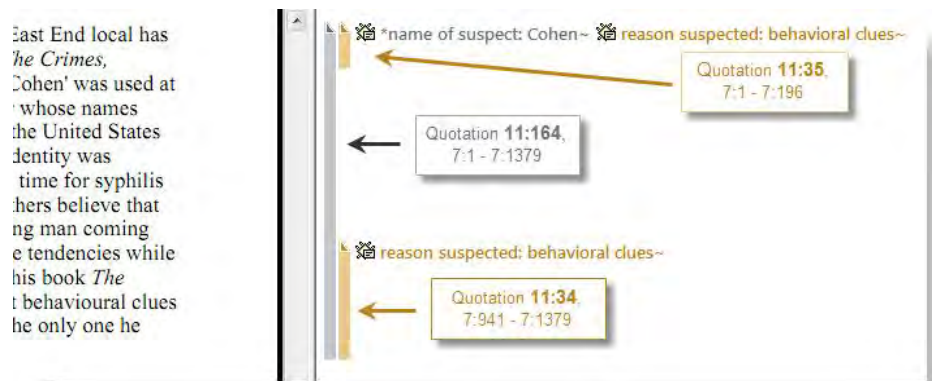 East End local has
The Crimes,
Cohen' was used at
whose names
the United States
dentity was
time for syphilis
thers believe that
ng man coming
e tendencies while
his book The
t behavioural clues
he only one he
*name of suspect: Cohen~ reason suspected: behavioral clues~
Quotation 11:35,
7:1 - 7:196
Quotation 11:164,
7:1 - 7:1379
reason suspected: behavioral clues~
Quotation 11:34,
7:941 - 7:1379